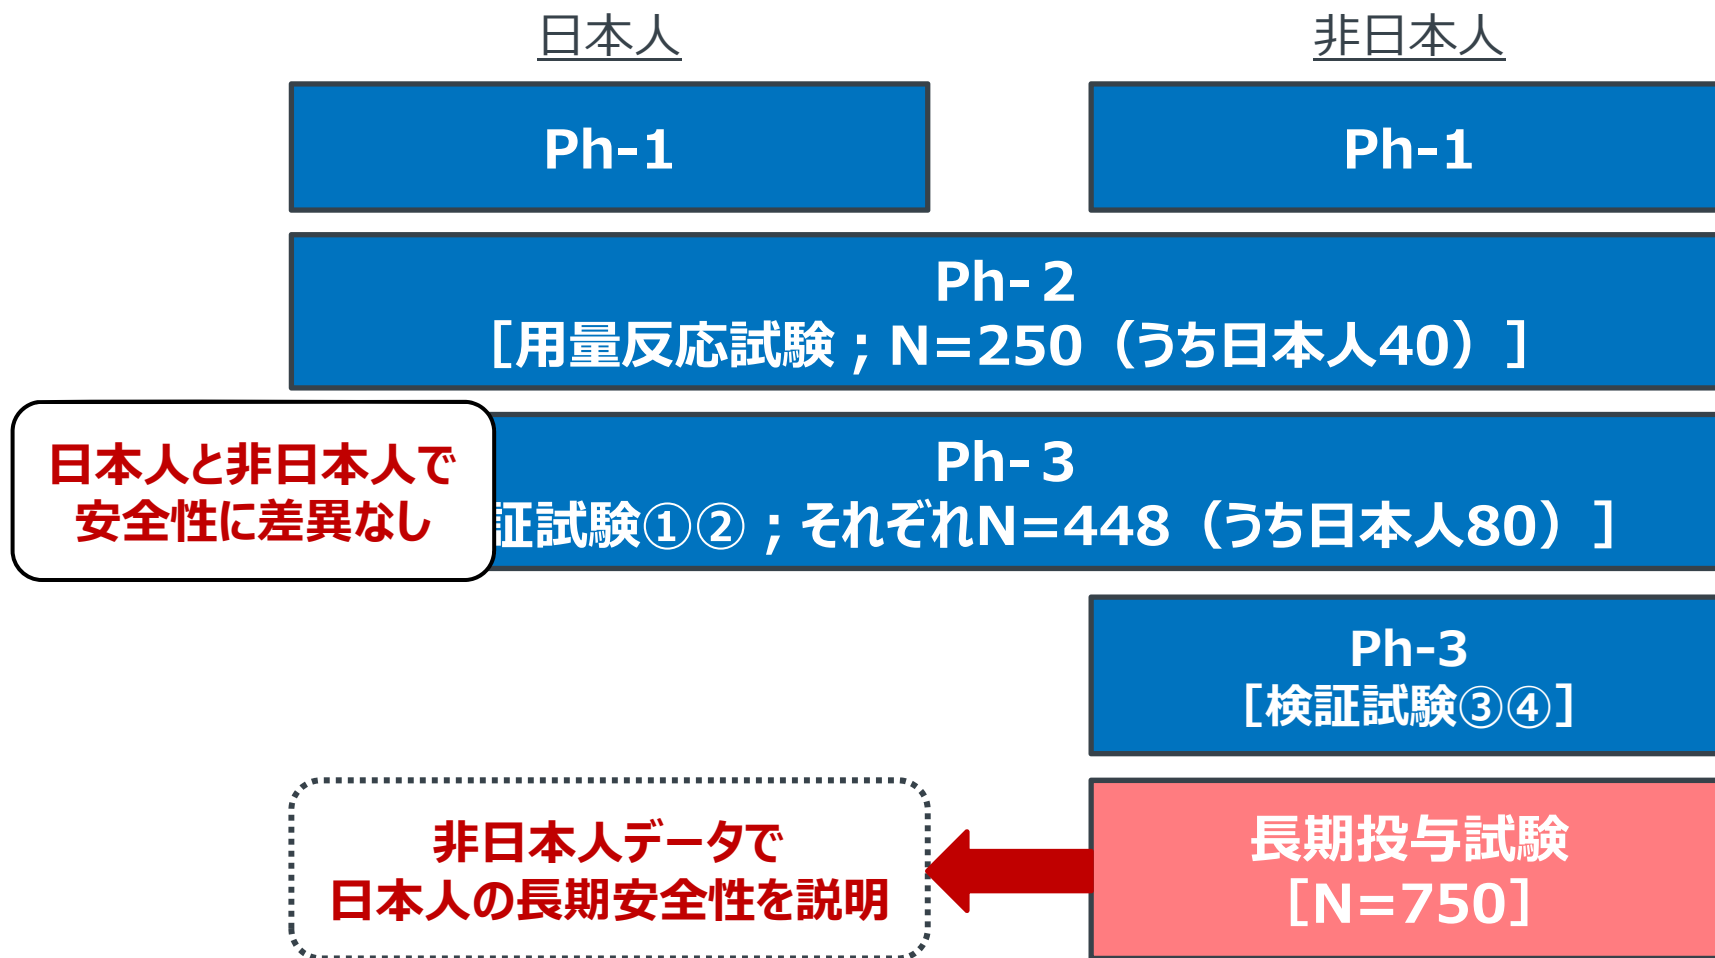 日本人
非日本人
Ph-1
Ph-1
Ph-2
[用量反応試験；N=250（うち日本人40）]
日本人と非日本人で
安全性に差異なし
Ph-3
証試験①②；それぞれN=448（うち日本人80）]
Ph-3
[検証試験③④]
非日本人データで
日本人の長期安全性を説明
長期投与試験
[N=750]